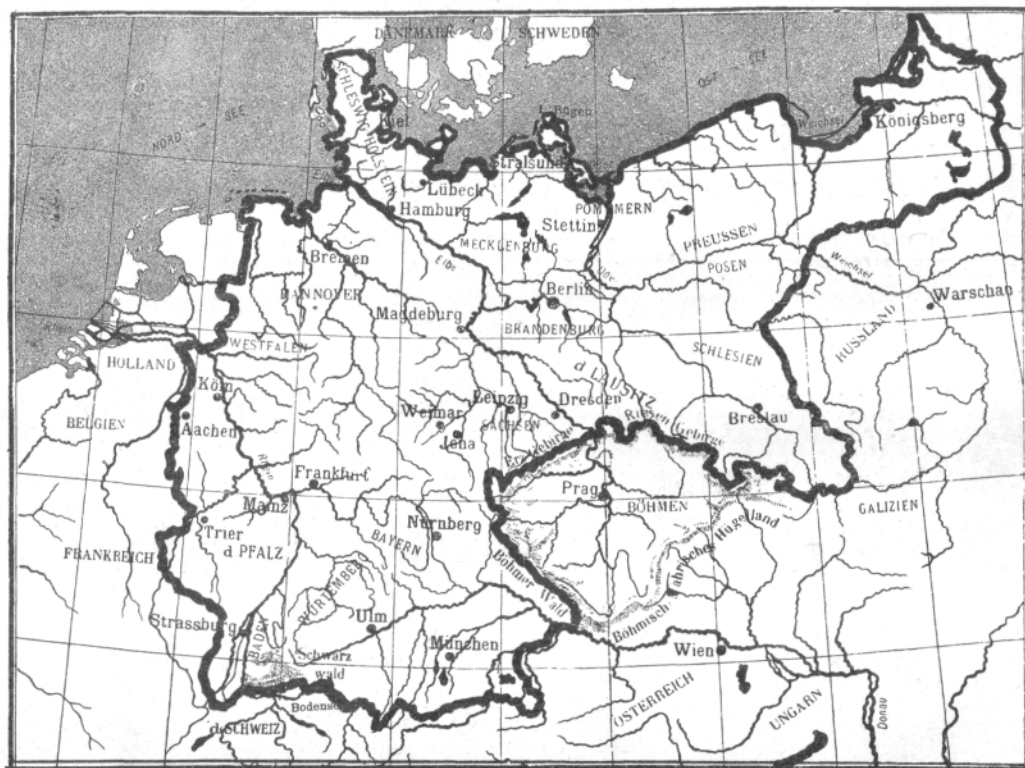 DÄNEMARK
SCHWEDEN
NORD - SEE
OST - SEE
SCHLESWIG
HOLSTEIN
Kiel
Rügen
Stralsund
Weichsel
Königsberg
Lübeck
Hamburg
POMMERN
Stettin
MECKLENBURG
PREUSSEN
Bremen
Elbe
Oder
POSEN
Weichsel
Warschau
HANNOVER
Berlin
Magdeburg
BRANDENBURG
RUSSLAND
Rhein
WESTFALEN
HOLLAND
SCHLESIEN
d LAUSITZ
Köln
Leipzig
Dresden
Breslau
BELGIEN
Aachen
Weimar
SACHSEN
Riesen Gebirge
Jena
Erzgebirge
Rhein
Frankfurt
Mainz
Prag
BÖHMEN
GALIZIEN
Trier
Nürnberg
BAYERN
FRANKREICH
d PFALZ
Böhmer Wald
Böhmisch. Mährisches Hügelland
WÜRTEMBERG
Strassburg
BADEN
Ulm
München
Schwarz
wald
Wien
Bodensee
ÖSTERREICH
UNGARN
Donau
d. SCHWEIZ